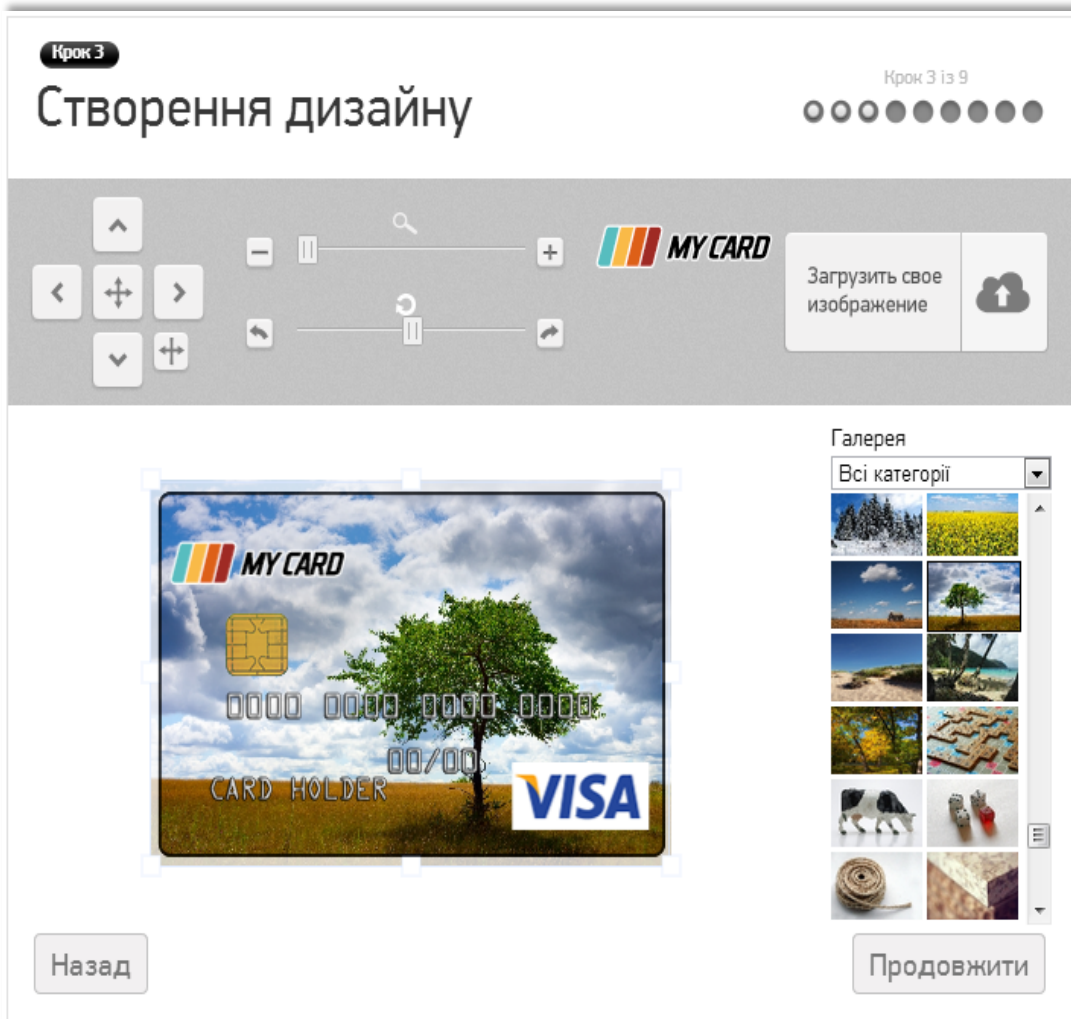 Крок 3
Створення дизайну
Крок 3 із 9
MY CARD
Загрузить свое
изображение
Галерея
Всі категорії
MY CARD
0000 0000 0000 0000
00/00
CARD HOLDER
VISA
Назад
Продовжити